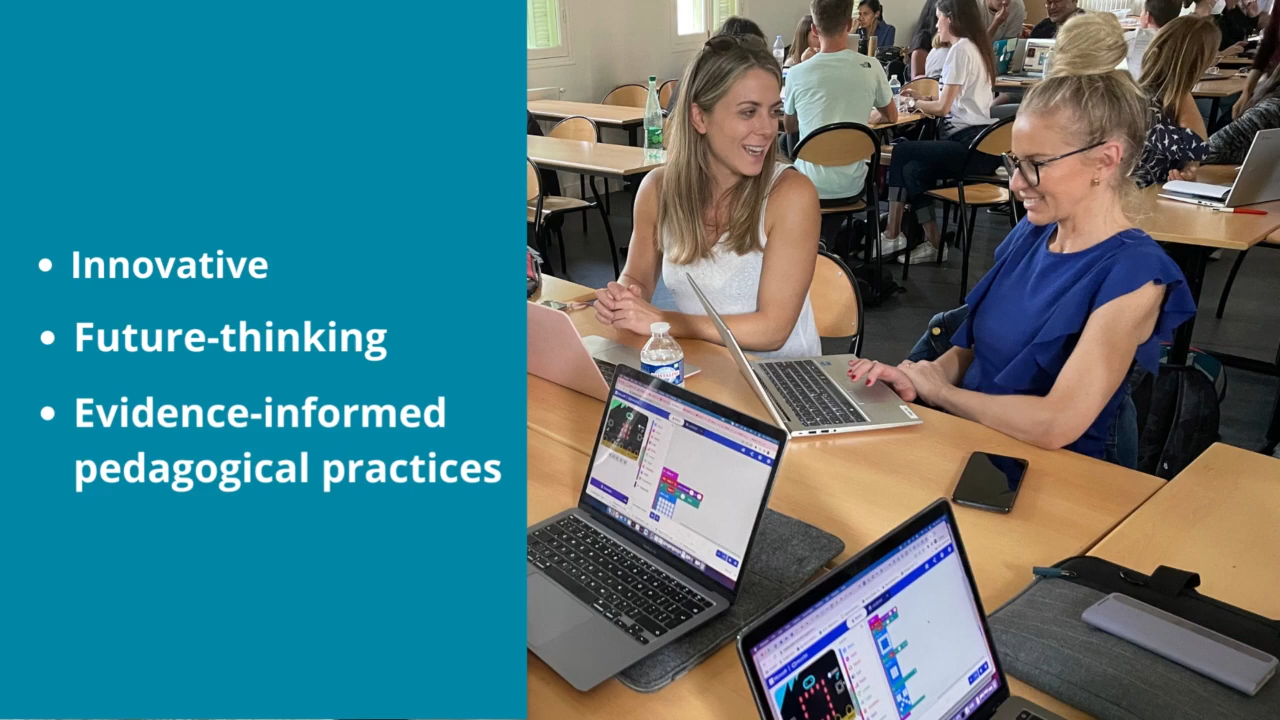 • Innovative
• Future-thinking
• Evidence-informed
pedagogical practices